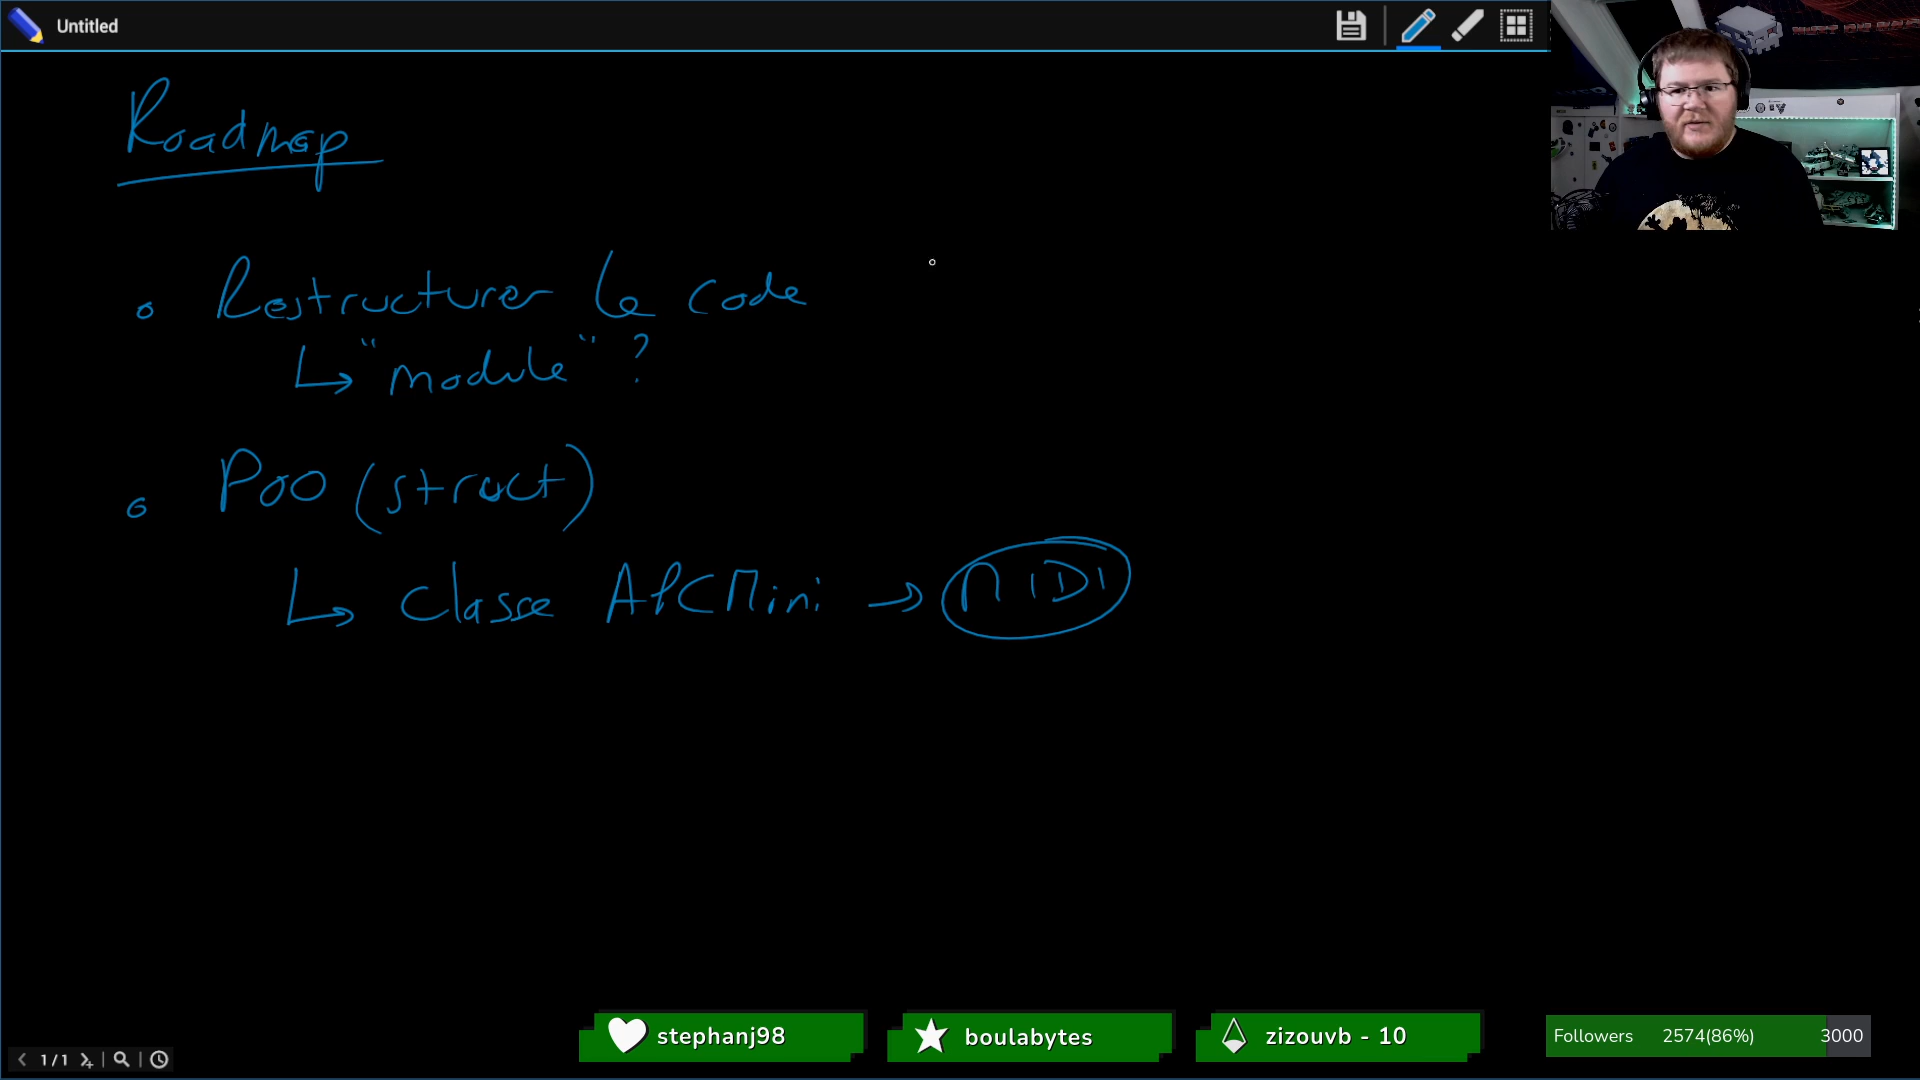 Untitled
Roadmap
Restructurer le code
↳ "module" ?
POO (struct)
↳ classe APCMini → MIDI
1/1
stephanj98
boulabytes
zizouvb - 10
Followers 2574(86%) 3000